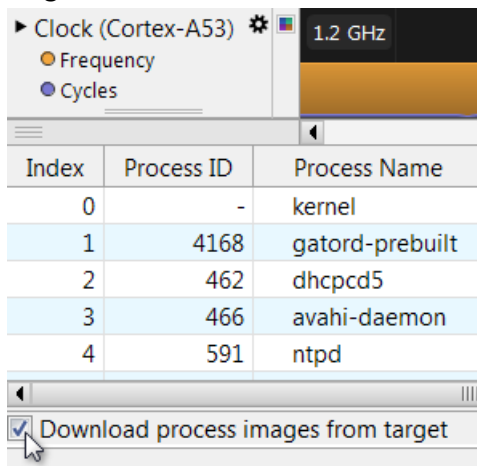 Clock (Cortex-A53)
1.2 GHz
Frequency
Cycles
Index Process ID Process Name
0 - kernel
1 4168 gatord-prebuilt
2 462 dhcpcd5
3 466 avahi-daemon
4 591 ntpd
Download process images from target